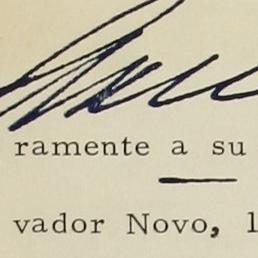 ramente a su
vador Novo, 1